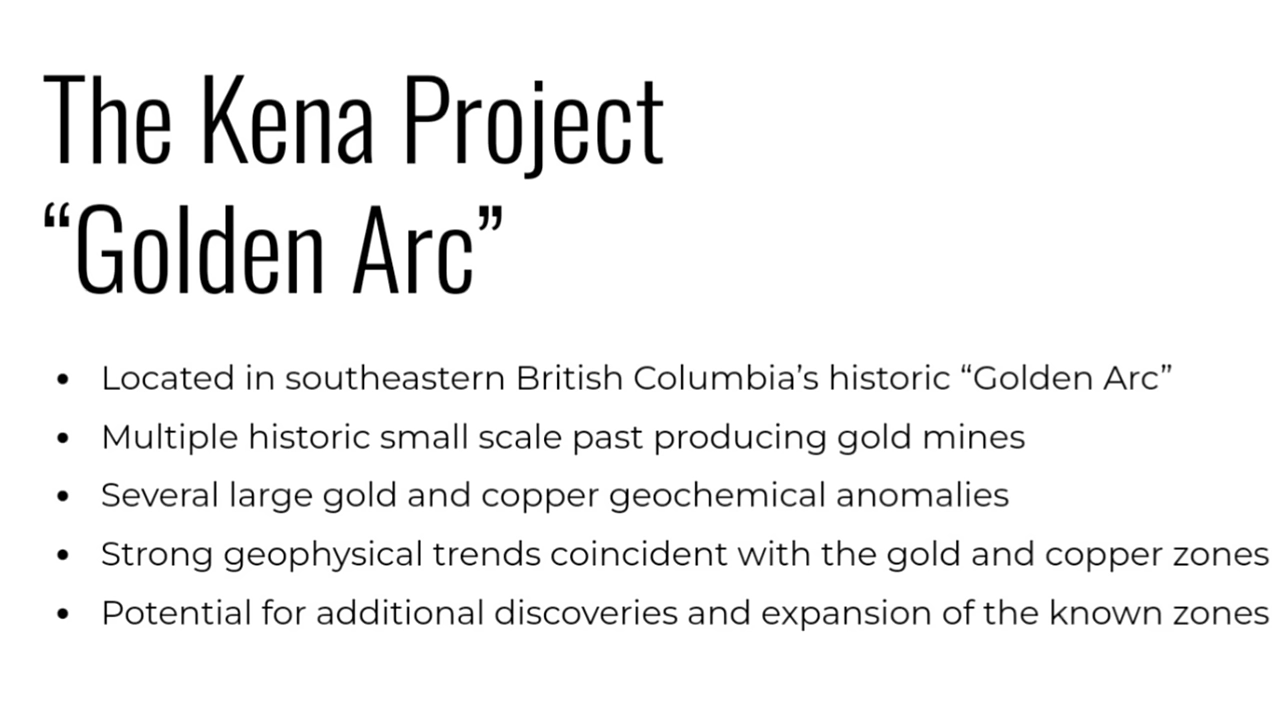 The Kena Project
“Golden Arc”
• Located in southeastern British Columbia’s historic “Golden Arc”
• Multiple historic small scale past producing gold mines
• Several large gold and copper geochemical anomalies
• Strong geophysical trends coincident with the gold and copper zones
• Potential for additional discoveries and expansion of the known zones